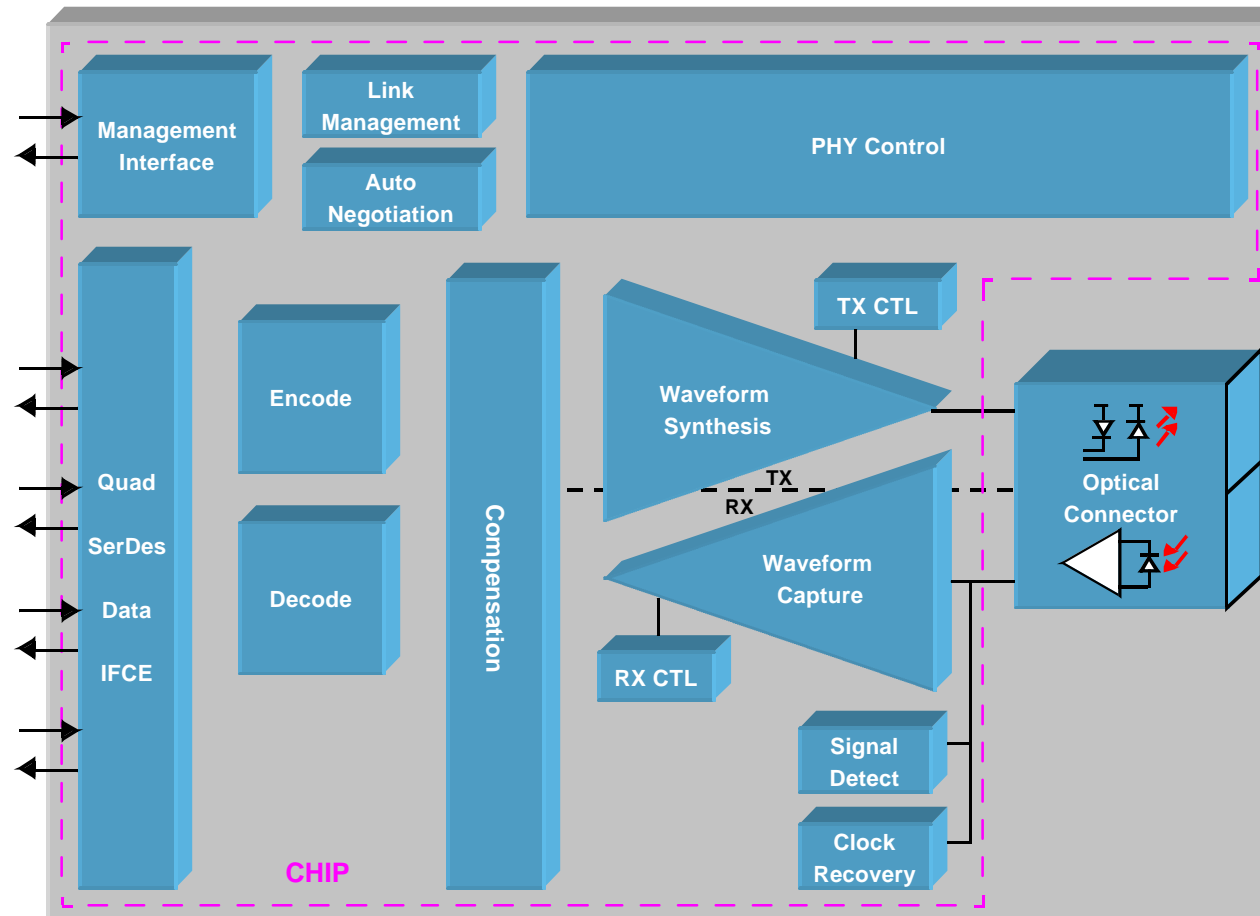 Management
Interface
Link
Management
Auto
Negotiation
PHY Control
Quad
SerDes
Data
IFCE
Encode
Decode
Compensation
Waveform
Synthesis
TX CTL
TX
RX
Waveform
Capture
RX CTL
Optical
Connector
Signal
Detect
Clock
Recovery
CHIP